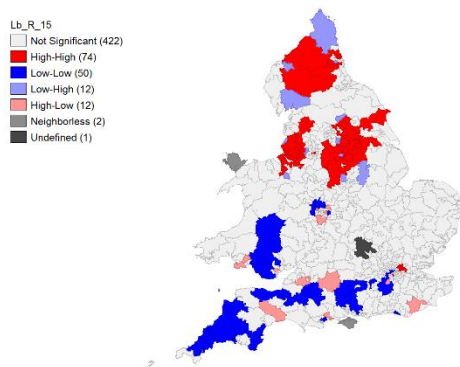 Lb_R_15
Not Significant (422)
High-High (74)
Low-Low (50)
Low-High (12)
High-Low (12)
Neighborless (2)
Undefined (1)